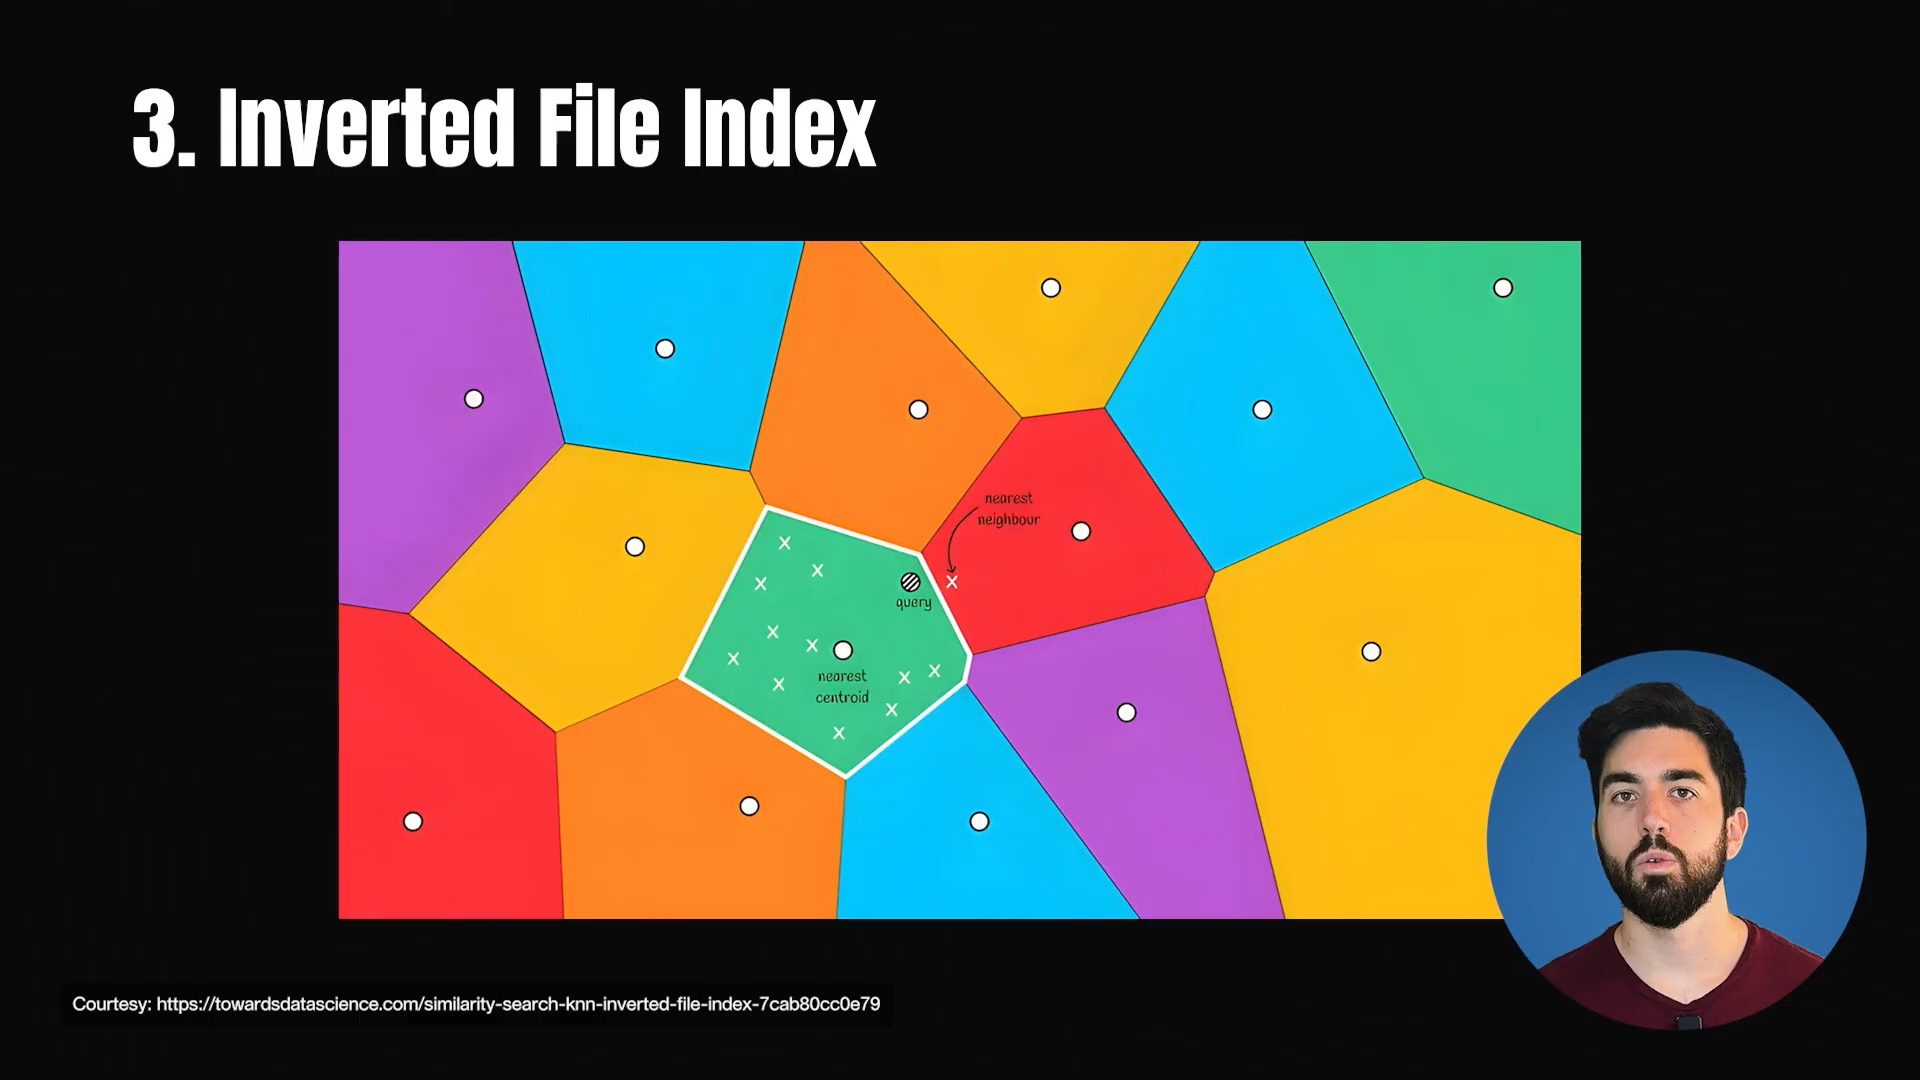 3. Inverted File Index
nearest
neighbour
query
nearest
centroid
Courtesy: https://towardsdatascience.com/similarity-search-knn-inverted-file-index-7cab80cc0e79